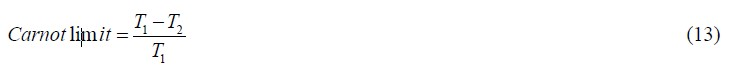 Carnot limit = (T₁ − T₂) / T₁ (13)